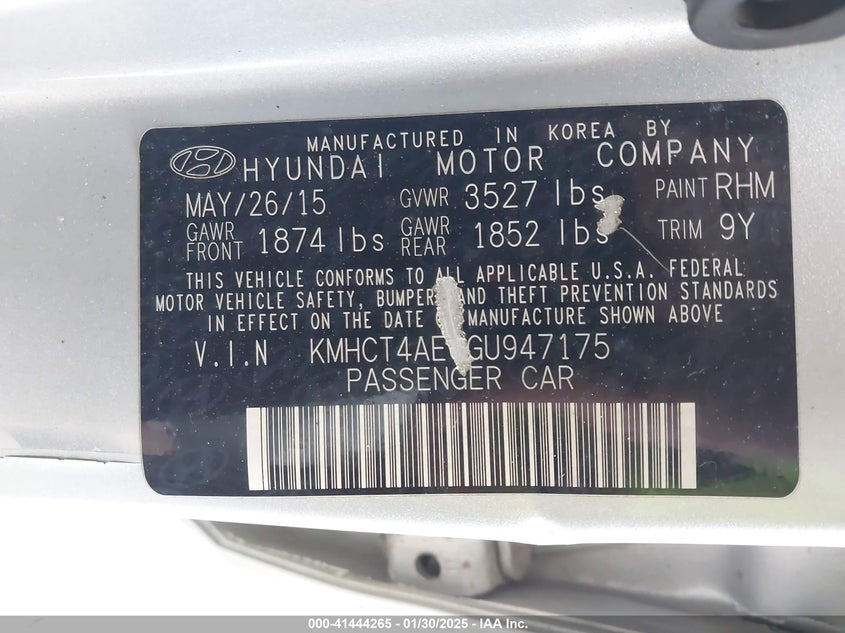 MANUFACTURED IN KOREA BY
HYUNDAI MOTOR COMPANY
MAY/26/15 GVWR 3527 lbs PAINT RHM
GAWR FRONT 1874 lbs GAWR REAR 1852 lbs TRIM 9Y
THIS VEHICLE CONFORMS TO ALL APPLICABLE U.S.A. FEDERAL
MOTOR VEHICLE SAFETY, BUMPER AND THEFT PREVENTION STANDARDS
IN EFFECT ON THE DATE MANUFACTURE SHOWN ABOVE
V.I.N
PASSENGER CAR
000-41444265 - 01/30/2025 - IAA Inc.